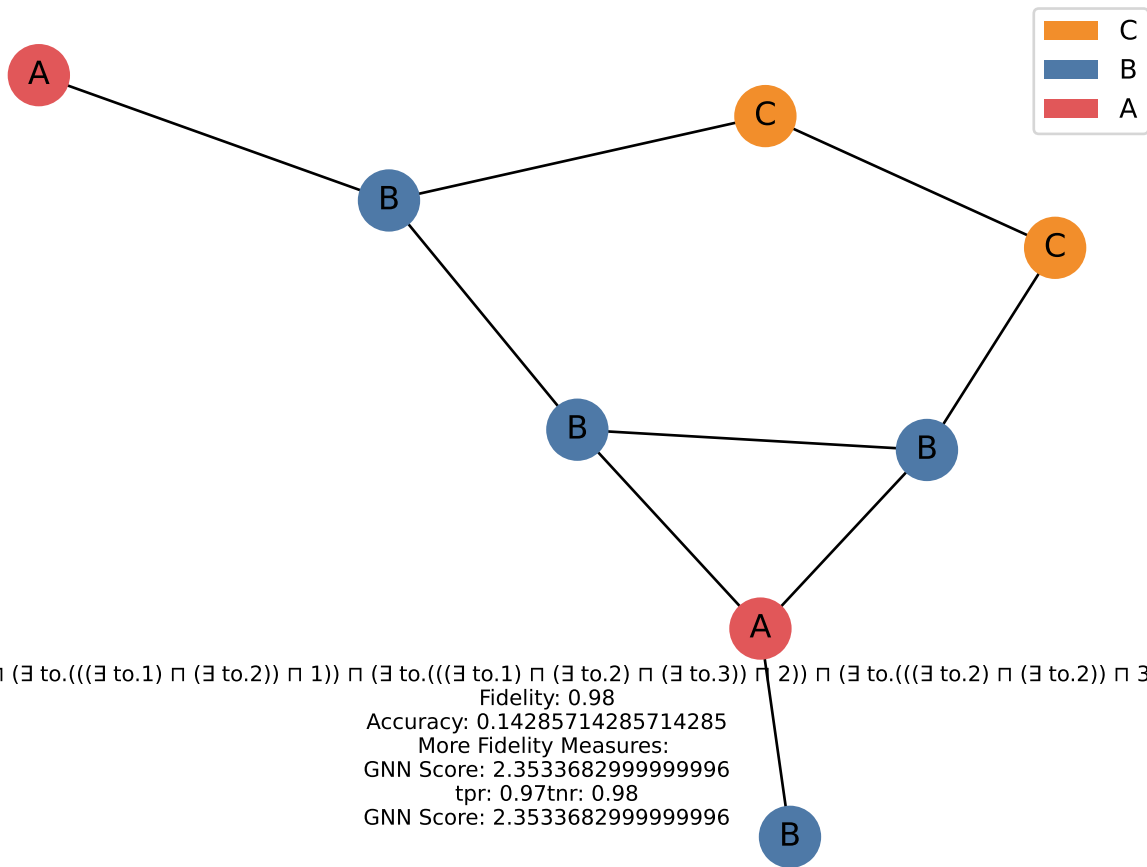 A
C
C
B
A
B
C
C
B
B
A
⊓ (∃ to.(((∃ to.1) ⊓ (∃ to.2)) ⊓ 1)) ⊓ (∃ to.(((∃ to.1) ⊓ (∃ to.2) ⊓ (∃ to.3)) ⊓ 2)) ⊓ (∃ to.(((∃ to.2) ⊓ (∃ to.2)) ⊓ 3
Fidelity: 0.98
Accuracy: 0.14285714285714285
More Fidelity Measures:
GNN Score: 2.3533682999999996
tpr: 0.97tnr: 0.98
GNN Score: 2.3533682999999996
B